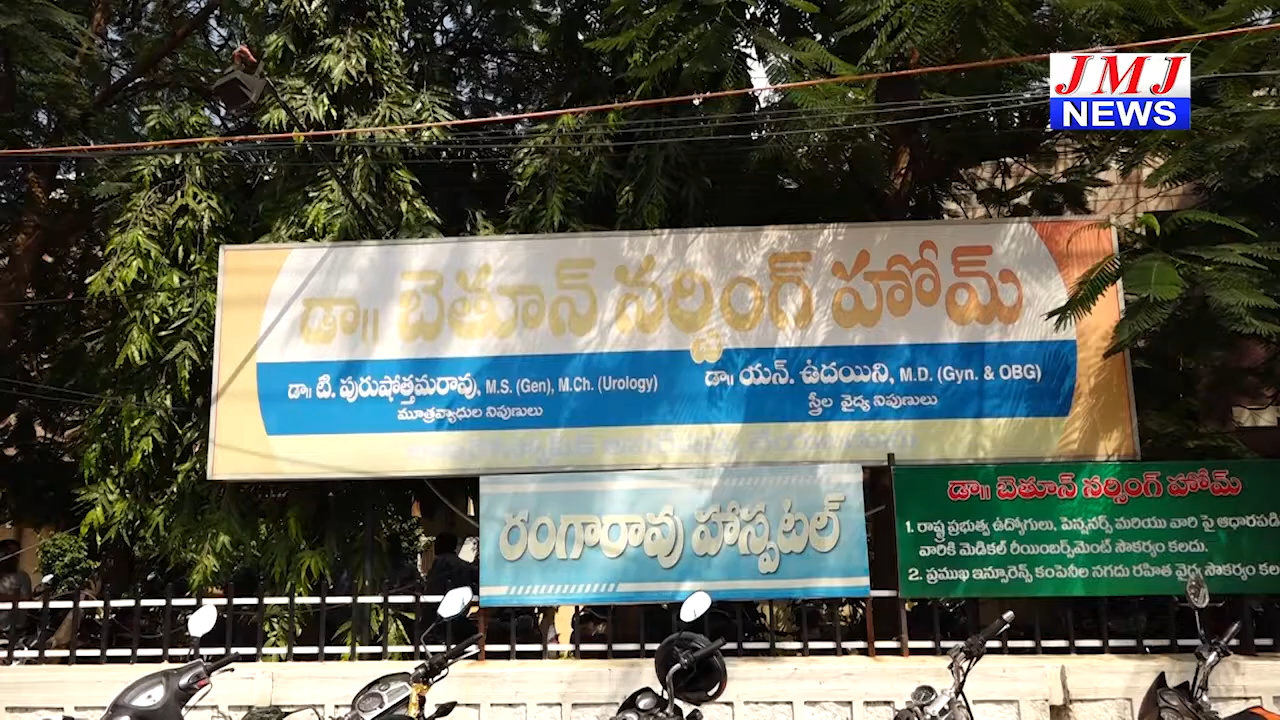 JMJ
NEWS
డా॥ బెతూన్ నర్సింగ్ హోమ్
డా॥ టి. పురుషోత్తమరావు, M.S. (Gen), M.Ch. (Urology)
మూత్రవ్యాధుల నిపుణులు
డా॥ యన్. ఉదయిని, M.D. (Gyn. & OBG)
స్త్రీల వైద్య నిపుణులు
రంగారావు హాస్పటల్
డా॥ బెతూన్ నర్సింగ్ హోమ్
1. రాష్ట్ర ప్రభుత్వ ఉద్యోగులు, పెన్షనర్స్ మరియు వారి పై ఆధారపడి
వారికి మెడికల్ రీయింబర్స్‌మెంట్ సౌకర్యం కలదు.
2. ప్రముఖ ఇన్సూరెన్స్ కంపెనీల నగదు రహిత వైద్య సౌకర్యం కల